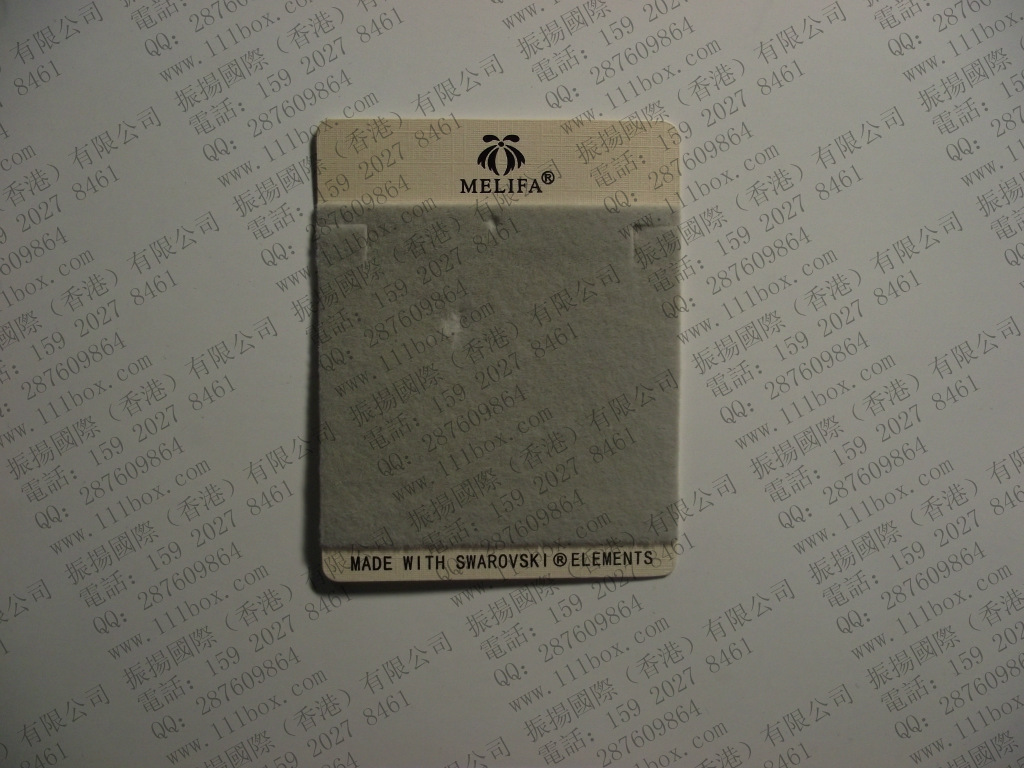 MELIFA®
MADE WITH SWAROVSKI®ELEMENTS
振揚國際（香港）有限公司
電話：159 2027 8461
QQ：287609864
www.111box.com